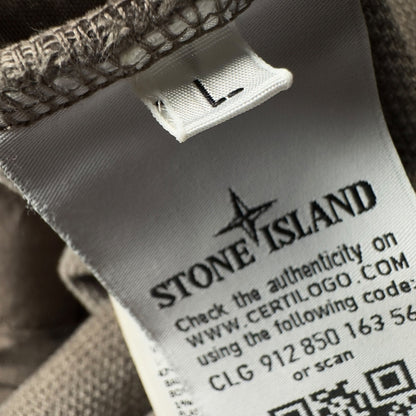 L
STONE ISLAND
Check the authenticity on
WWW.CERTILOGO.COM
using the following code:
CLG 912 850 163 56
or scan